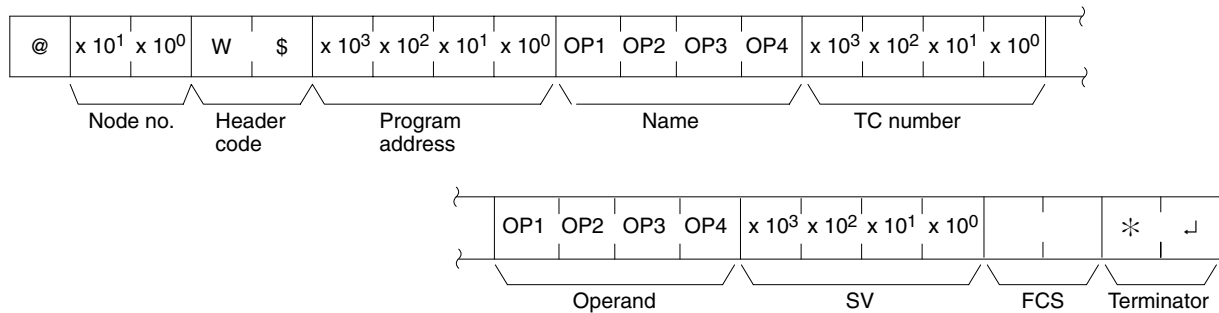 @ x 10¹ x 10⁰ W $ x 10³ x 10² x 10¹ x 10⁰ OP1 OP2 OP3 OP4 x 10³ x 10² x 10¹ x 10⁰
Node no. Header code Program address Name TC number
OP1 OP2 OP3 OP4 x 10³ x 10² x 10¹ x 10⁰ * ↵
Operand SV FCS Terminator